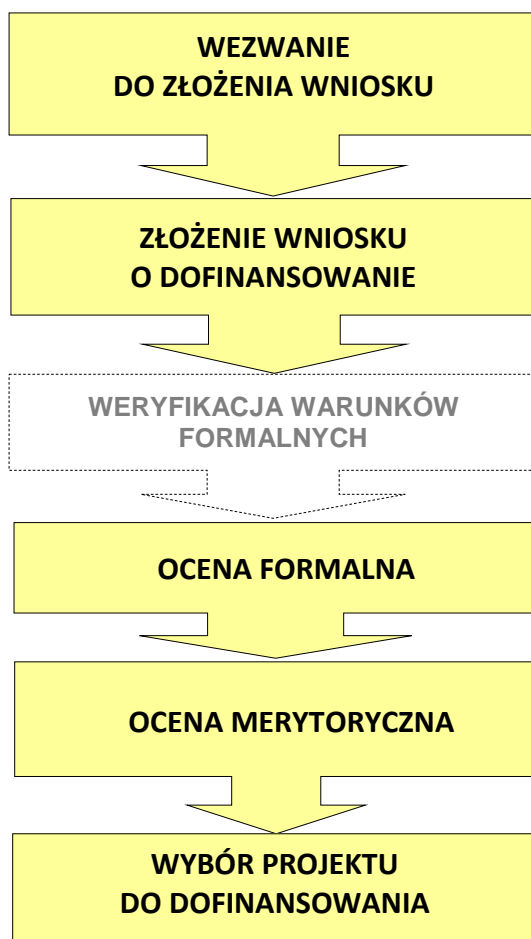 WEZWANIE
DO ZŁOŻENIA WNIOSKU
ZŁOŻENIE WNIOSKU
O DOFINANSOWANIE
WERYFIKACJA WARUNKÓW
FORMALNYCH
OCENA FORMALNA
OCENA MERYTORYCZNA
WYBÓR PROJEKTU
DO DOFINANSOWANIA